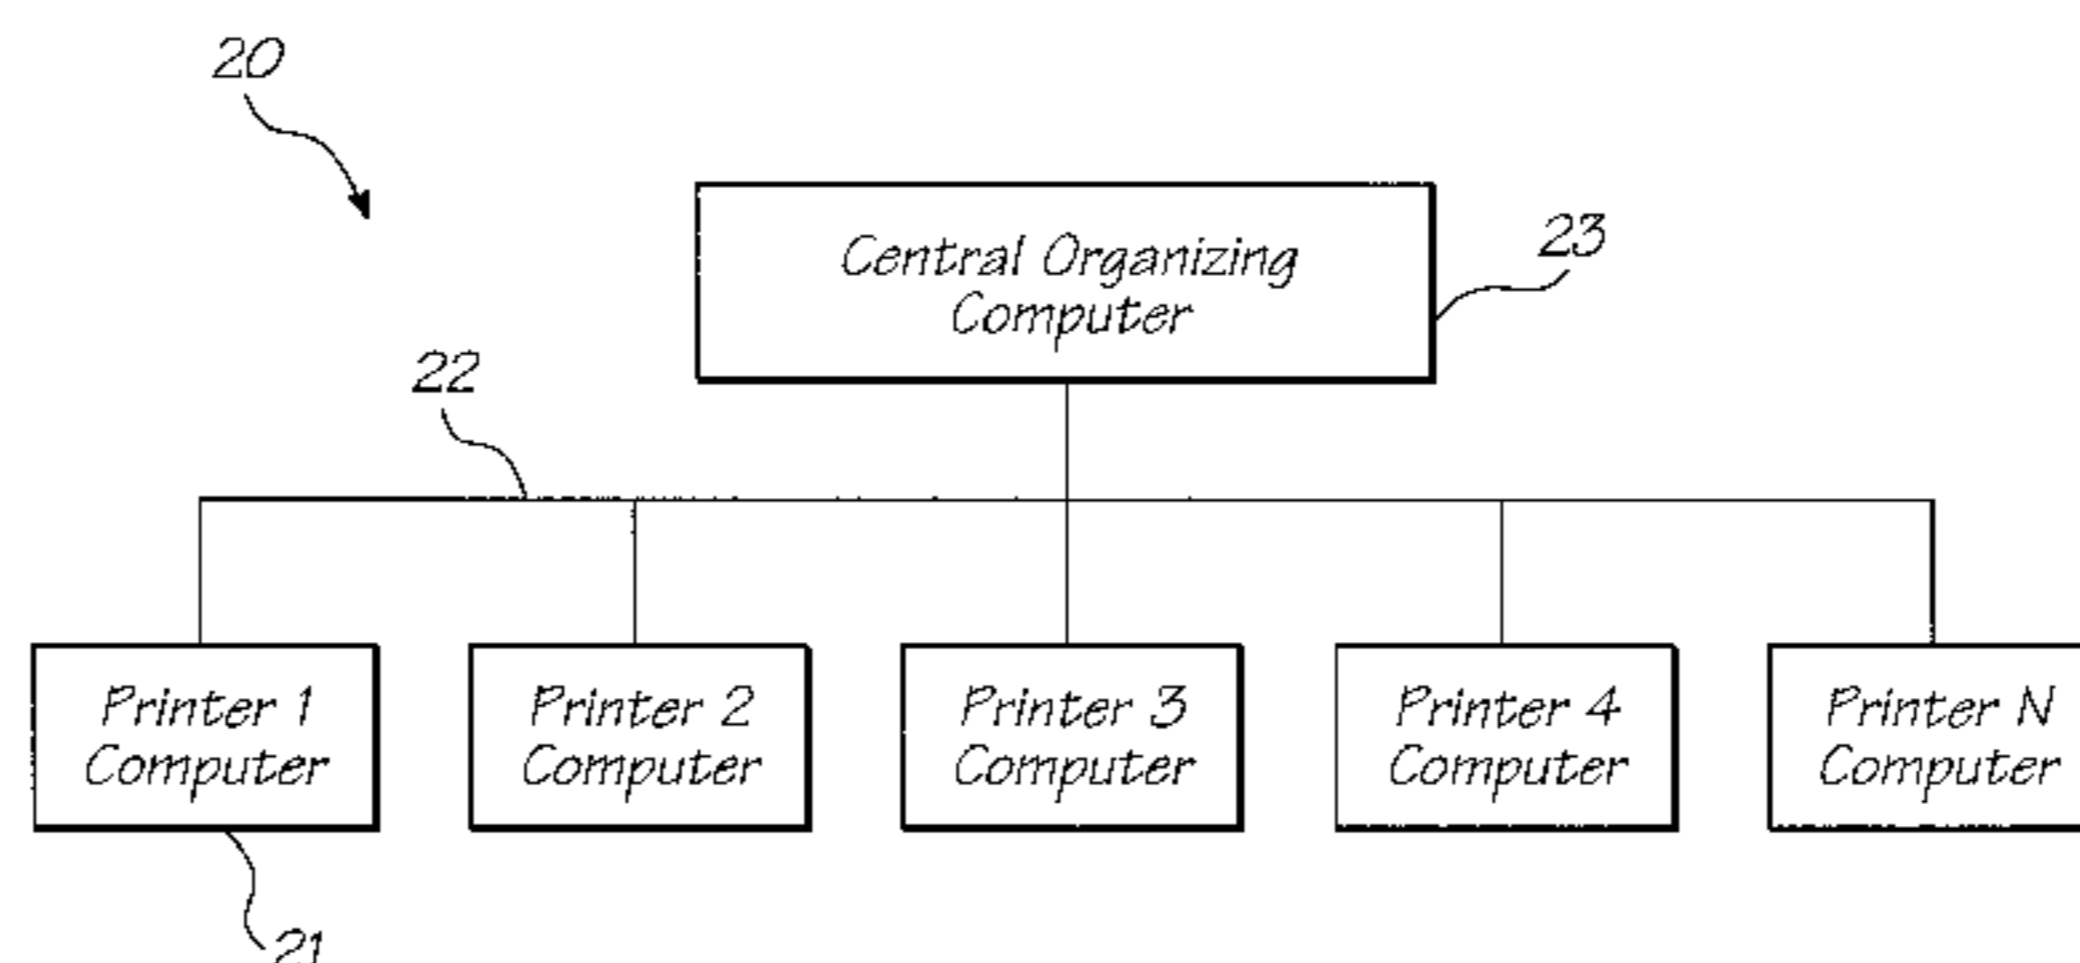 20
Central Organizing
Computer
23
22
Printer 1
Computer
Printer 2
Computer
Printer 3
Computer
Printer 4
Computer
Printer N
Computer
21